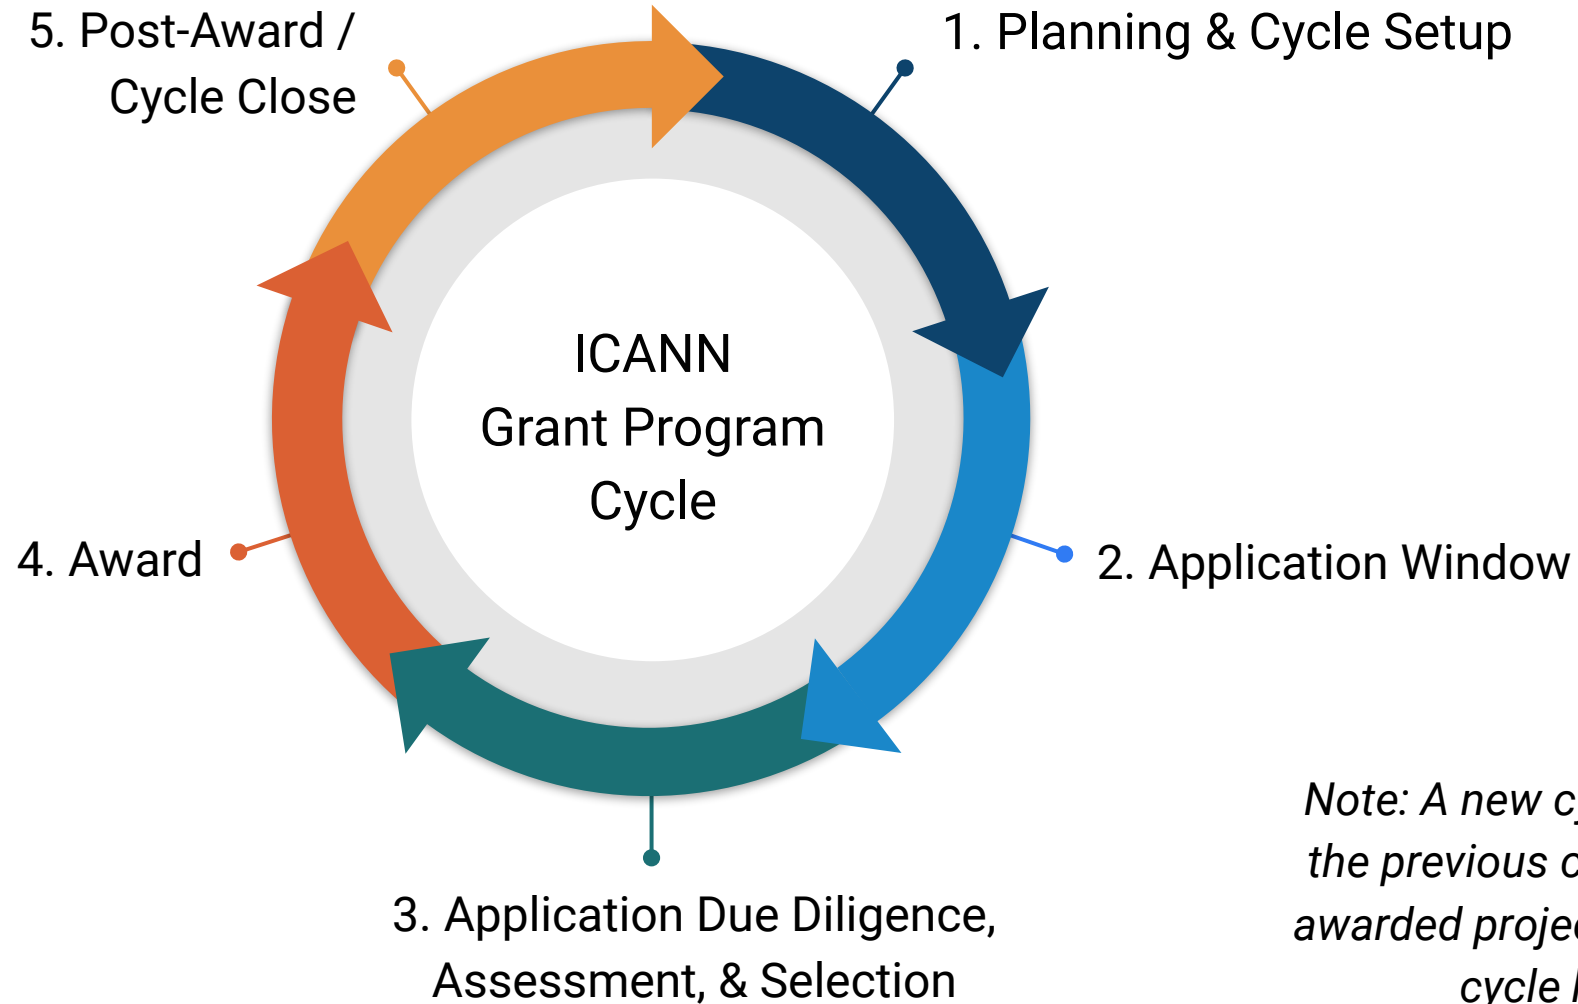 5. Post-Award /
Cycle Close
1. Planning & Cycle Setup
ICANN
Grant Program
Cycle
4. Award
2. Application Window
3. Application Due Diligence,
Assessment, & Selection
Note: A new
the previous
awarded
cycle